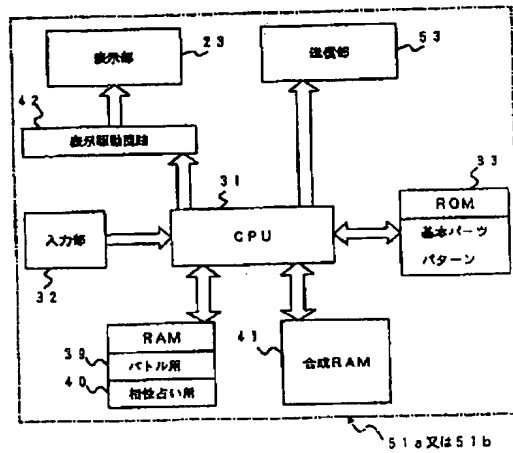 表示部
23
送信部
53
42
表示駆動回路
31
CPU
33
ROM
基本パーツ
パターン
入力部
32
RAM
39
バトル用
40
相性占い用
41
合成RAM
51a又は51b